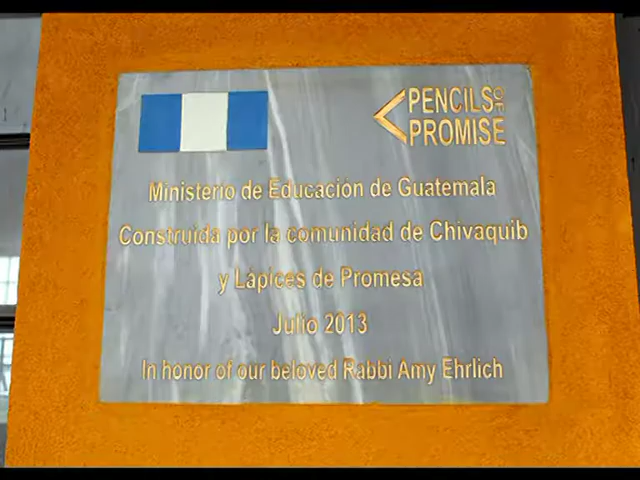 PENCILS OF
PROMISE
Ministerio de Educación de Guatemala
Construida por la comunidad de Chivaquib
y Lápices de Promesa
Julio 2013
In honor of our beloved Rabbi Amy Ehrlich